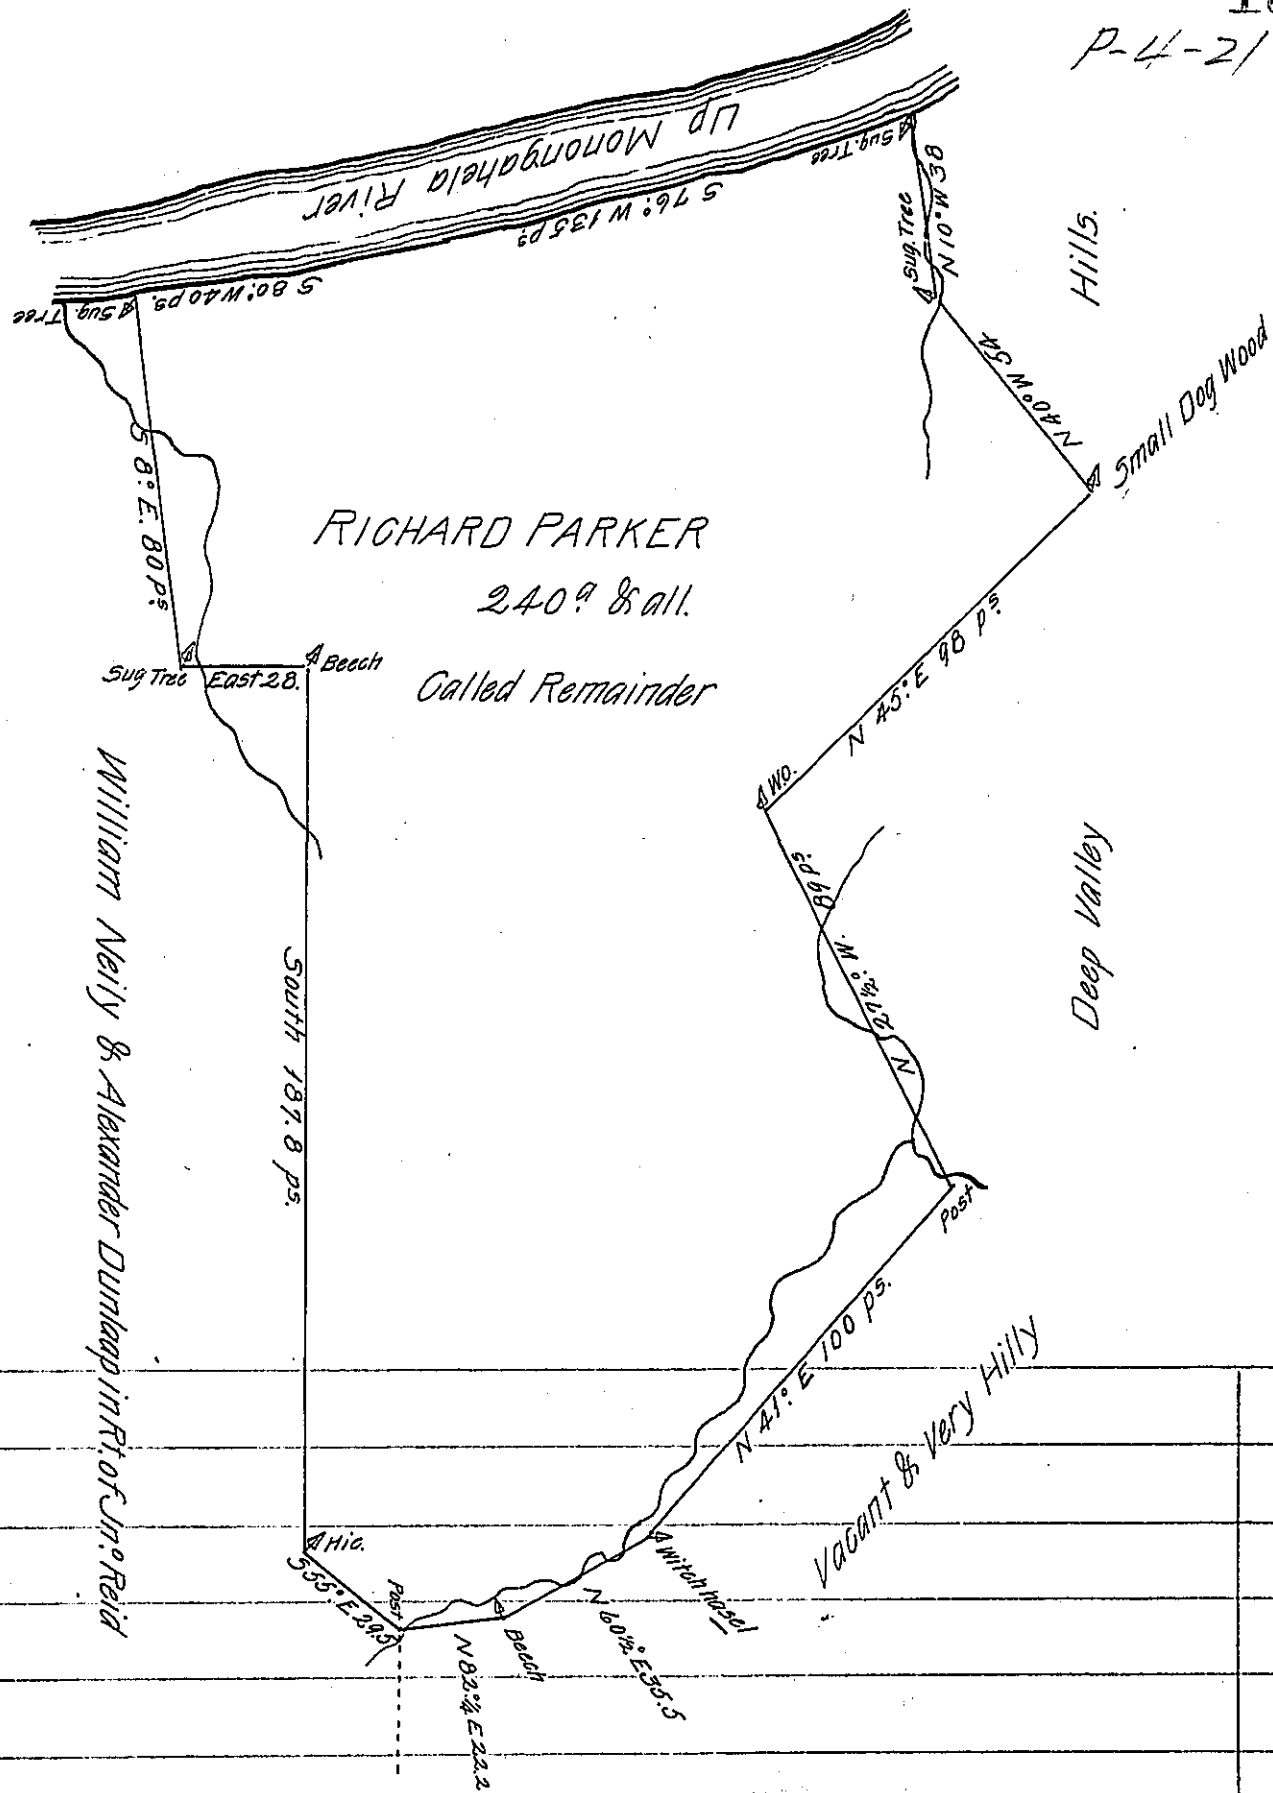 P-4-21
Up Monongahela River
S 76° W 135 ps.
S 80° W 40 ps.
Sug. Tree
Sug. Tree
Sug. Tree
N 10° W 38
Hills.
N 40° W 54
Small Dog Wood
S 8° E. 80 ps
RICHARD PARKER
240a & all.
Called Remainder
Sug Tree
East 28.
Beech
N 45° E 98 ps
W.O.
N 27½° W. 89 ps
Deep Valley
William Neily & Alexander Dunlap in Rt. of Jno. Reid
South 187.8 ps.
Post
N 41° E 100 ps.
Vacant & Very Hilly
Hic.
S 55° E 29.5
Post
Beech
Witch hasel
N 60½° E 35.5
N 82¾ E 22.2